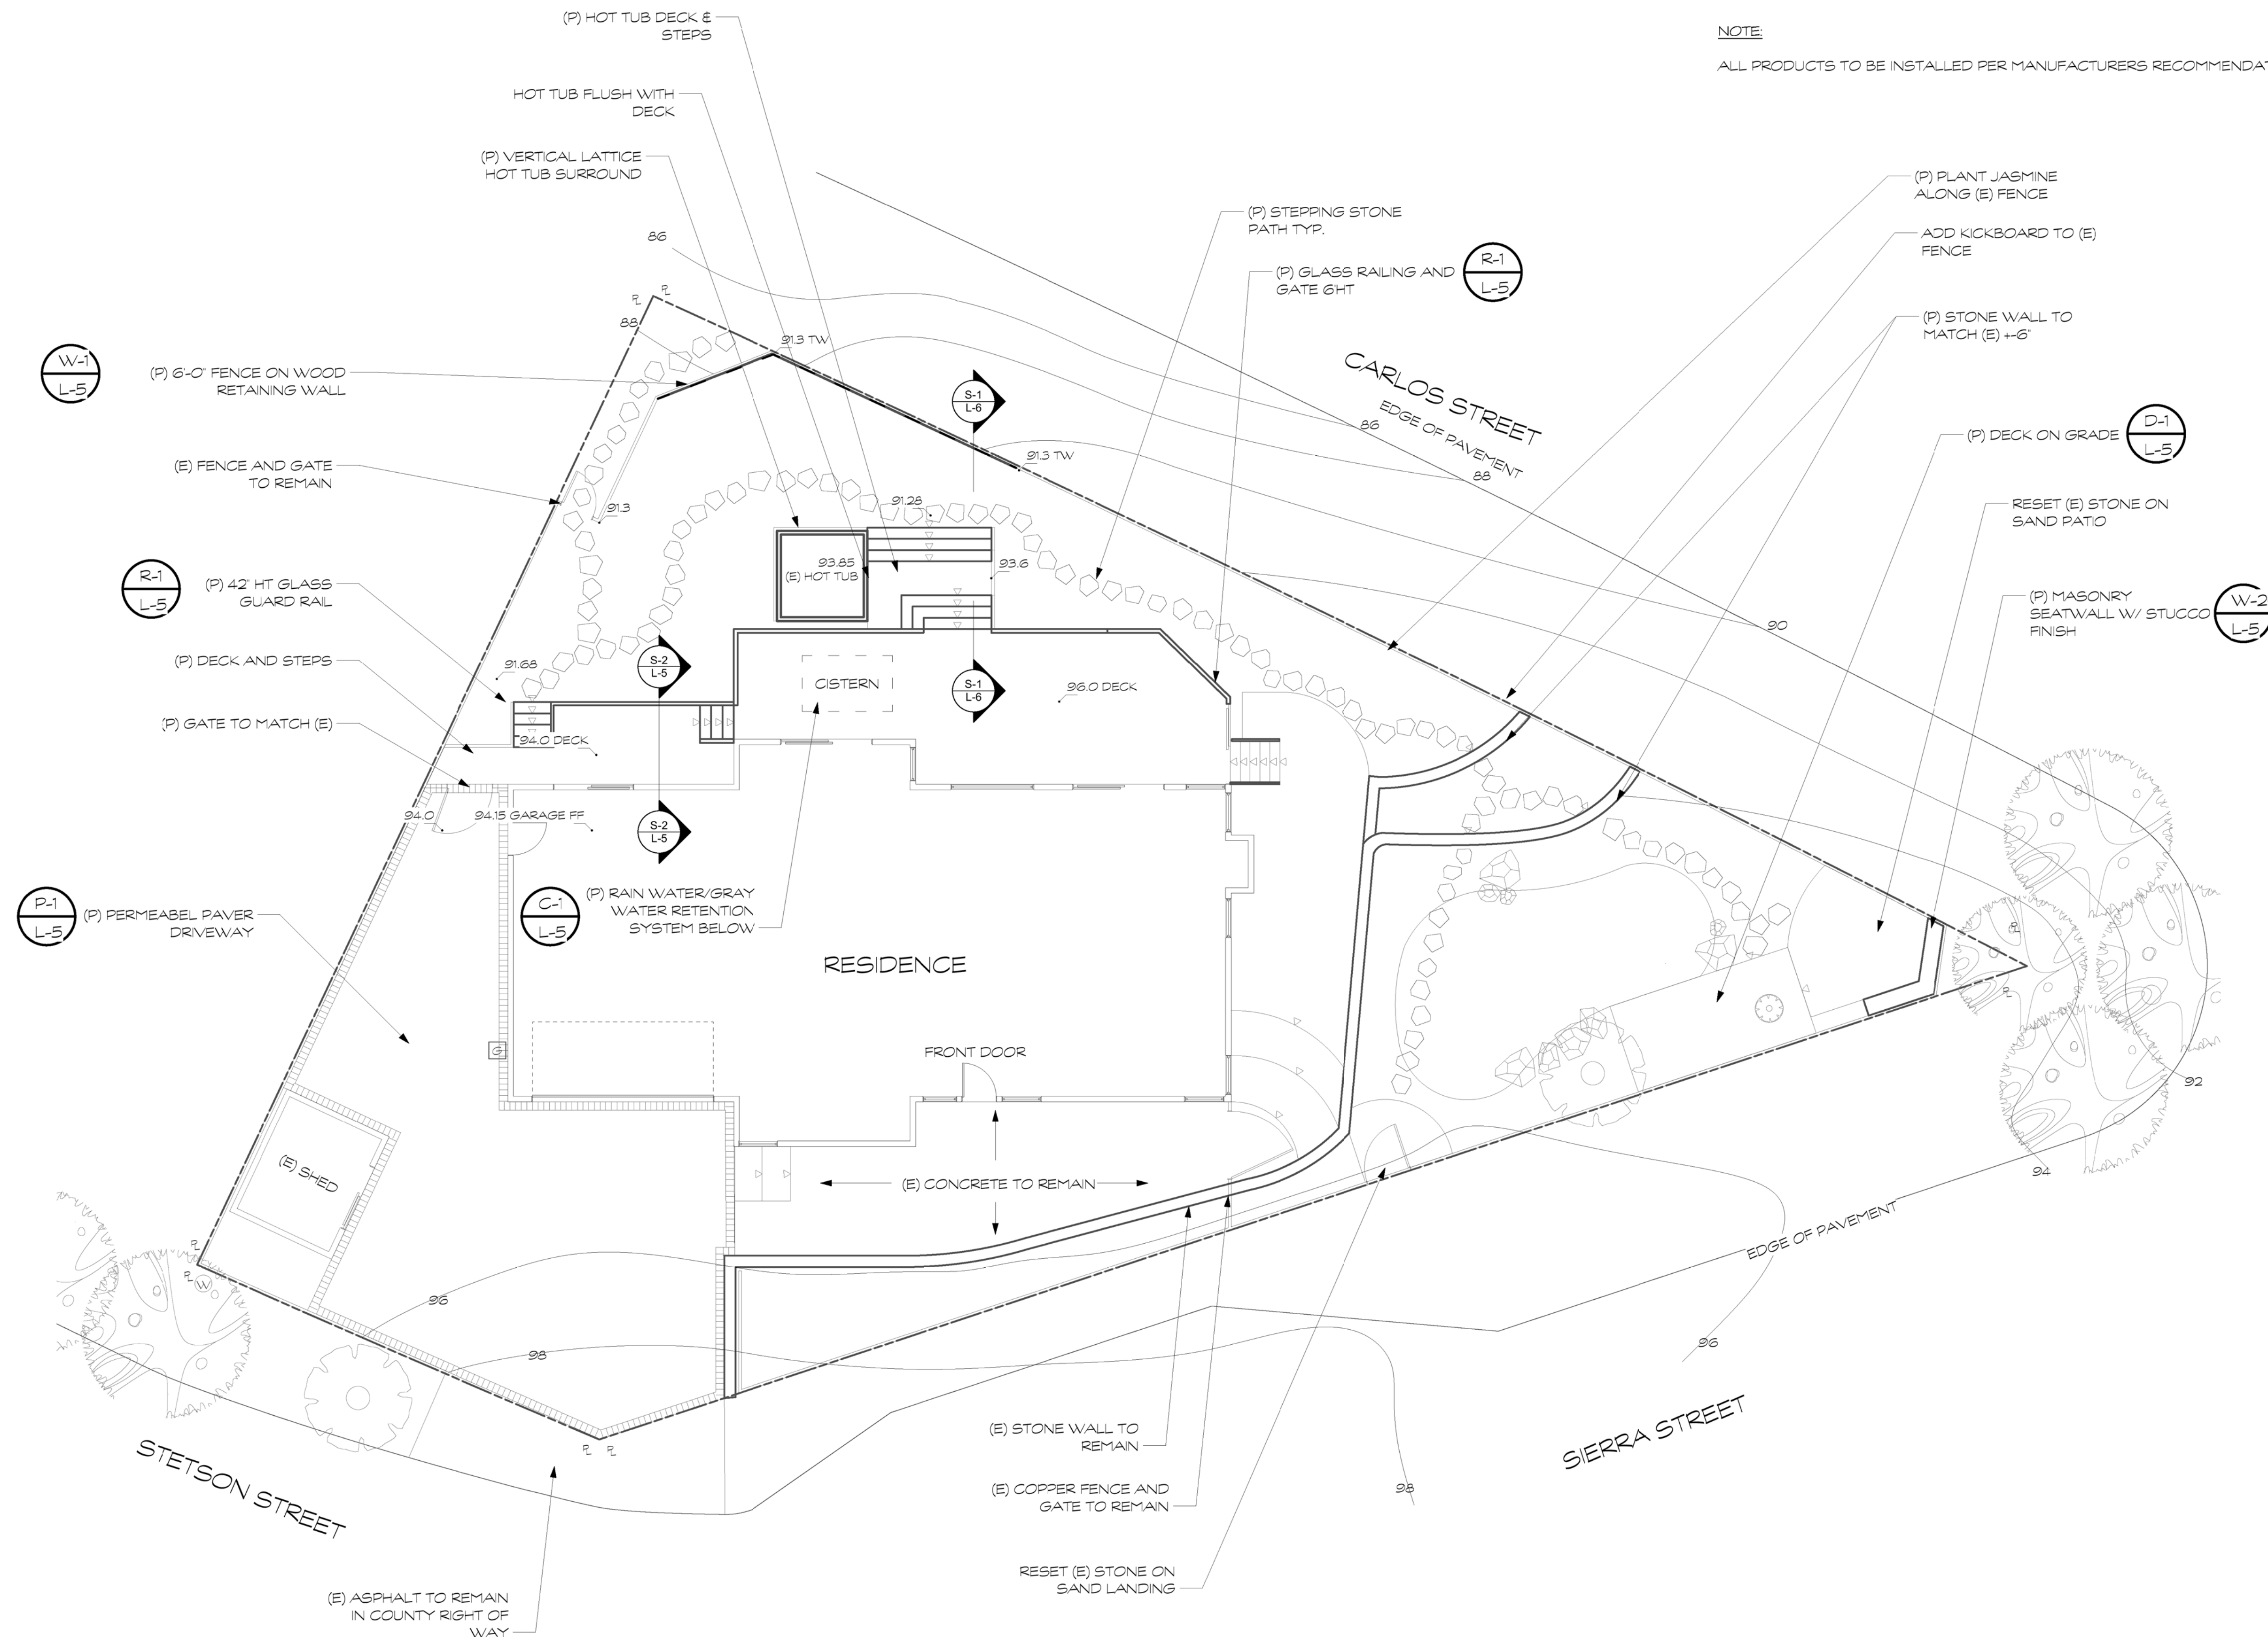 (P) HOT TUB DECK &
STEPS
NOTE:
ALL PRODUCTS TO BE INSTALLED PER MANUFACTURERS
HOT TUB FLUSH WITH
DECK
(P) VERTICAL LATTICE
HOT TUB SURROUND
(P) PLANT JASMINE
ALONG (E) FENCE
(P) STEPPING STONE
PATH TYP.
ADD KICKBOARD TO (E)
FENCE
(P) GLASS RAILING AND
GATE 6'HT
R-1
L-5
(P) STONE WALL TO
MATCH (E) +-6"
86
88
91.3 TW
W-1
L-5
(P) 6'-0" FENCE ON WOOD
RETAINING WALL
CARLOS STREET
EDGE OF PAVEMENT
86
88
S-1
L-6
D-1
L-5
(P) DECK ON GRADE
(E) FENCE AND GATE
TO REMAIN
91.3 TW
91.3
91.28
RESET (E) STONE ON
SAND PATIO
R-1
L-5
(P) 42" HT GLASS
GUARD RAIL
93.85
(E) HOT TUB
93.6
(P) MASONRY
SEATWALL W/ STUCCO
FINISH
W-2
L-5
90
(P) DECK AND STEPS
91.68
S-2
L-5
CISTERN
S-1
L-6
96.0 DECK
(P) GATE TO MATCH (E)
94.0 DECK
94.0
94.15 GARAGE FF
S-2
L-5
P-1
L-5
(P) PERMEABEL PAVER
DRIVEWAY
C-1
L-5
(P) RAIN WATER/GRAY
WATER RETENTION
SYSTEM BELOW
RESIDENCE
G
FRONT DOOR
92
94
(E) SHED
(E) CONCRETE TO REMAIN
EDGE OF PAVEMENT
W
96
98
96
98
STETSON STREET
SIERRA STREET
(E) STONE WALL TO
REMAIN
(E) COPPER FENCE AND
GATE TO REMAIN
RESET (E) STONE ON
SAND LANDING
(E) ASPHALT TO REMAIN
IN COUNTY RIGHT OF
WAY